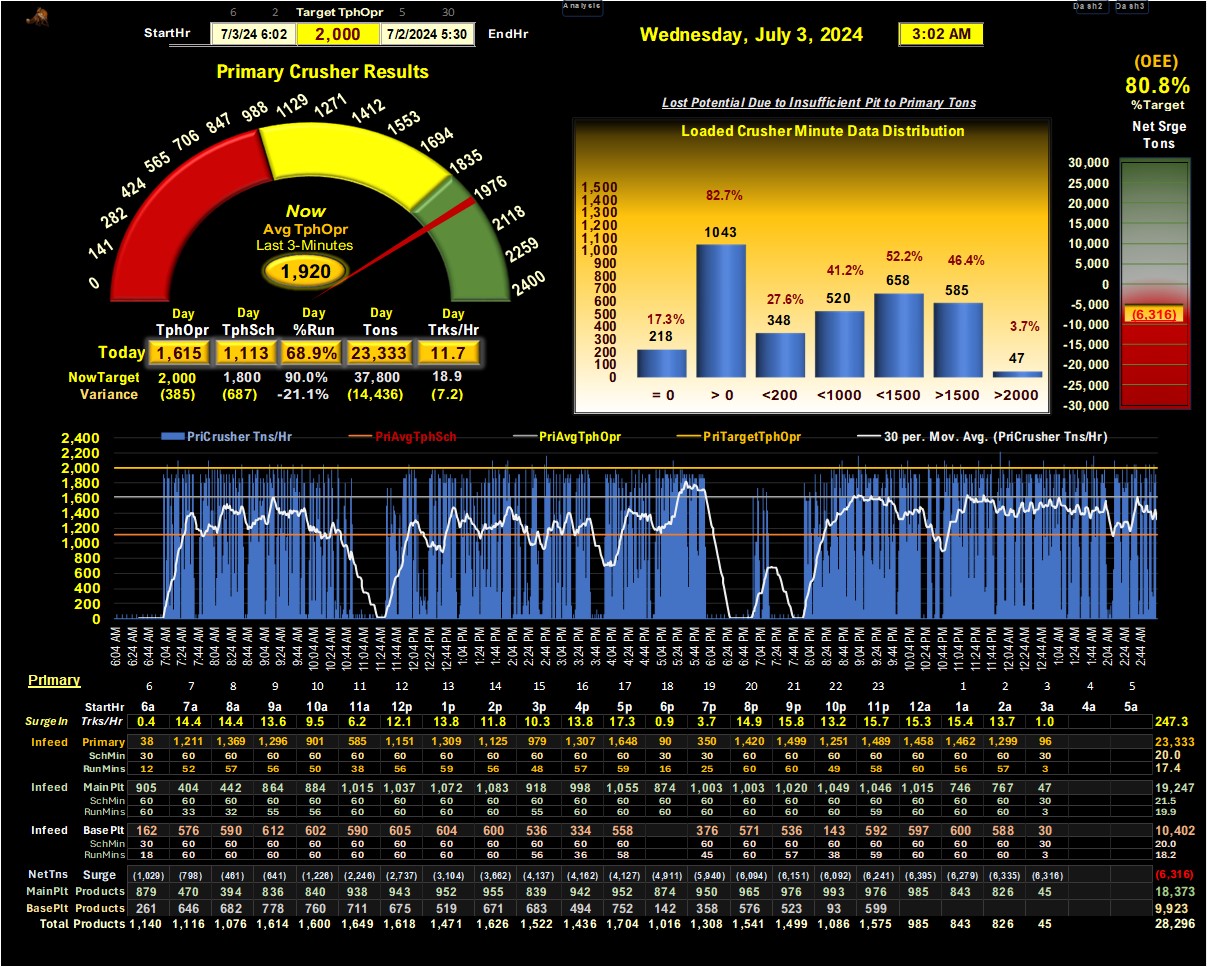 6 2 Target TphOpr 5 30 Analysis Dash2 Dash3
StartHr 7/3/24 6:02 2,000 7/2/2024 5:30 EndHr Wednesday, July 3, 2024 3:02 AM
(OEE)
80.8%
%Target
Net Srge
Tons
30,000
25,000
20,000
15,000
10,000
5,000
0
-5,000
(6,316)
-10,000
-15,000
-20,000
-25,000
-30,000
Primary Crusher Results
0 141 282 424 565 706 847 988 1129 1271 1412 1553 1694 1835 1976 2118 2259 2400
Now
Avg TphOpr
Last 3-Minutes
1,920
Day Day Day Day Day
TphOpr TphSch %Run Tons Trks/Hr
Today 1,615 1,113 68.9% 23,333 11.7
NowTarget 2,000 1,800 90.0% 37,800 18.9
Variance (385) (687) -21.1% (14,436) (7.2)
Lost Potential Due to Insufficient Pit to Primary Tons
Loaded Crusher Minute Data Distribution
1,500
1,400
1,300
1,200
1,100
1,000
900
800
700
600
500
400
300
200
100
0
17.3% 82.7% 27.6% 41.2% 52.2% 46.4% 3.7%
218 1043 348 520 658 585 47
= 0 > 0 <200 <1000 <1500 >1500 >2000
PriCrusher Tns/Hr PriAvgTphSch PriAvgTphOpr PriTargetTphOpr 30 per. Mov. Avg. (PriCrusher Tns/Hr)
2,400
2,200
2,000
1,800
1,600
1,400
1,200
1,000
800
600
400
200
0
6:04 AM 6:24 AM 6:44 AM 7:04 AM 7:24 AM 7:44 AM 8:04 AM 8:24 AM 8:44 AM 9:04 AM 9:24 AM 9:44 AM 10:04 AM 10:24 AM 10:44 AM 11:04 AM 11:24 AM 11:44 AM 12:04 PM 12:24 PM 12:44 PM 1:04 PM 1:24 PM 1:44 PM 2:04 PM 2:24 PM 2:44 PM 3:04 PM 3:24 PM 3:44 PM 4:04 PM 4:24 PM 4:44 PM 5:04 PM 5:24 PM 5:44 PM 6:04 PM 6:24 PM 6:44 PM 7:04 PM 7:24 PM 7:44 PM 8:04 PM 8:24 PM 8:44 PM 9:04 PM 9:24 PM 9:44 PM 10:04 PM 10:24 PM 10:44 PM 11:04 PM 11:24 PM 11:44 PM 12:04 AM 12:24 AM 12:44 AM 1:04 AM 1:24 AM 1:44 AM 2:04 AM 2:24 AM 2:44 AM
Primary
6 7 8 9 10 11 12 13 14 15 16 17 18 19 20 21 22 23 1 2 3 4 5
StartHr 6a 7a 8a 9a 10a 11a 12p 13p 2p 3p 4p 5p 6p 7p 8p 9p 10p 11p 12a 1a 2a 3a 4a 5a
SurgeIn Trks/Hr 0.4 14.4 14.4 13.6 9.5 6.2 12.1 13.8 11.8 10.3 13.8 17.3 0.9 3.7 14.9 15.8 13.2 15.7 15.3 15.4 13.7 1.0 247.3
Infeed Primary 38 1,211 1,369 1,296 901 585 1,151 1,309 1,125 979 1,307 1,648 90 350 1,420 1,499 1,251 1,489 1,458 1,462 1,299 96 23,333
SchMin 30 60 60 60 60 60 60 60 60 60 60 60 30 30 60 60 60 60 60 60 60 30 20.0
RunMins 12 52 57 56 50 38 56 59 56 48 57 59 16 25 60 60 49 58 60 56 57 3 17.4
Infeed MainPlt 905 404 442 864 884 1,015 1,037 1,072 1,083 918 998 1,055 874 1,003 1,003 1,020 1,049 1,046 1,015 746 767 47 19,247
SchMin 60 60 60 60 60 60 60 60 60 60 60 60 60 60 60 60 60 60 60 60 60 30 21.5
RunMins 60 33 32 55 56 60 60 60 60 55 60 60 60 60 60 60 60 59 60 60 60 3 19.9
Infeed BasePlt 162 576 590 612 602 590 605 604 600 536 334 558 376 571 536 143 592 597 600 588 30 10,402
SchMin 30 60 60 60 60 60 60 60 60 60 60 60 60 60 60 60 60 60 60 60 30 20.0
RunMins 18 60 60 60 60 60 60 60 60 56 36 58 45 60 57 38 59 60 60 60 3 18.2
NetTns Surge (1,029) (798) (461) (641) (1,226) (2,246) (2,737) (3,104) (3,662) (4,137) (4,162) (4,127) (4,911) (5,940) (6,094) (6,151) (6,092) (6,241) (6,395) (6,279) (6,335) (6,316) (6,316)
MainPlt Products 879 470 394 836 840 938 943 952 955 839 942 952 874 950 965 976 993 976 985 843 826 45 18,373
BasePlt Products 261 646 682 778 760 711 675 519 671 683 494 752 142 358 576 523 93 599 9,923
Total Products 1,140 1,116 1,076 1,614 1,600 1,649 1,618 1,471 1,626 1,522 1,436 1,704 1,016 1,308 1,541 1,499 1,086 1,575 985 843 826 45 28,296